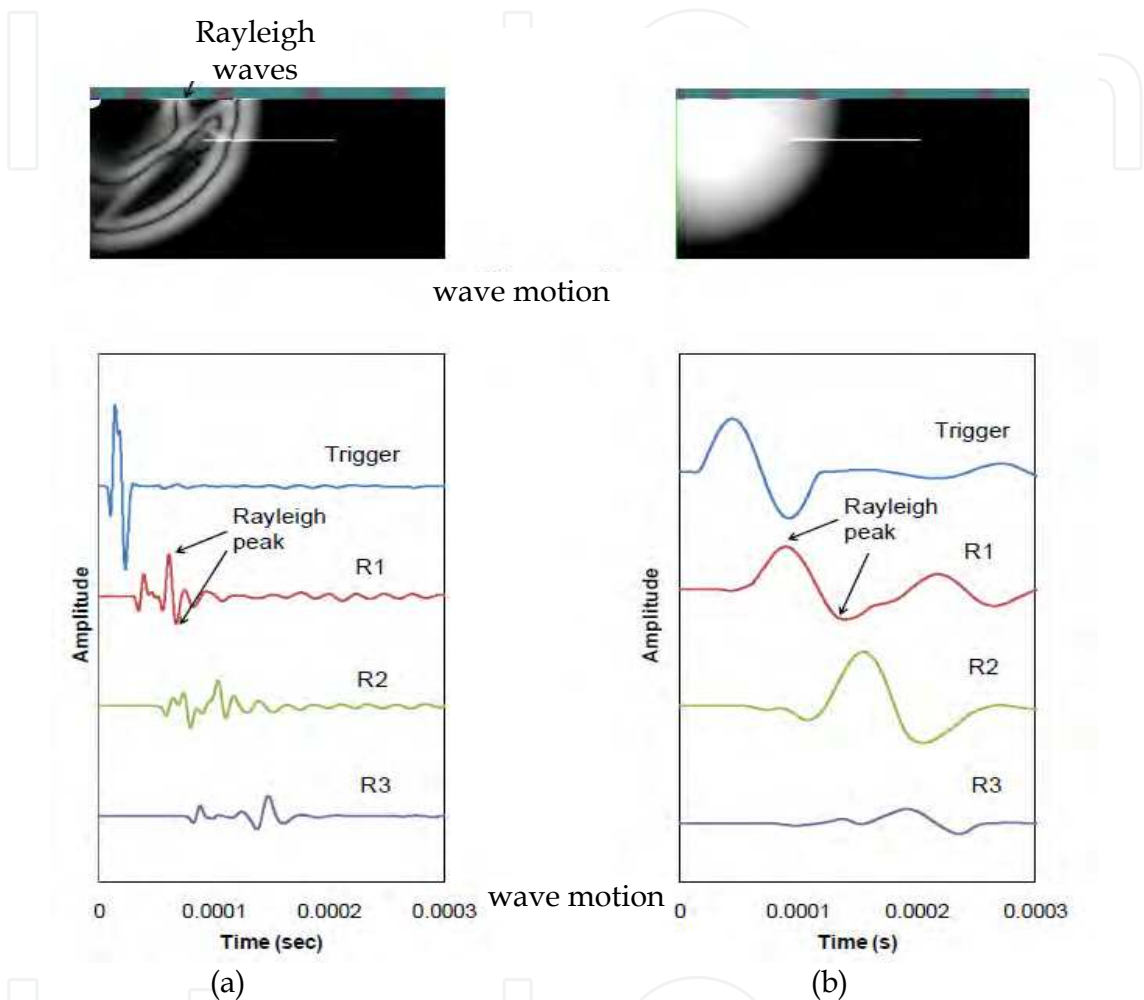 Rayleigh
waves
wave motion
Trigger
Rayleigh
peak
R1
R2
R3
Amplitude
0 0.0001 0.0002 0.0003
Time (sec)
(a)
Trigger
Rayleigh
peak
R1
R2
R3
Amplitude
wave motion
0 0.0001 0.0002 0.0003
Time (s)
(b)